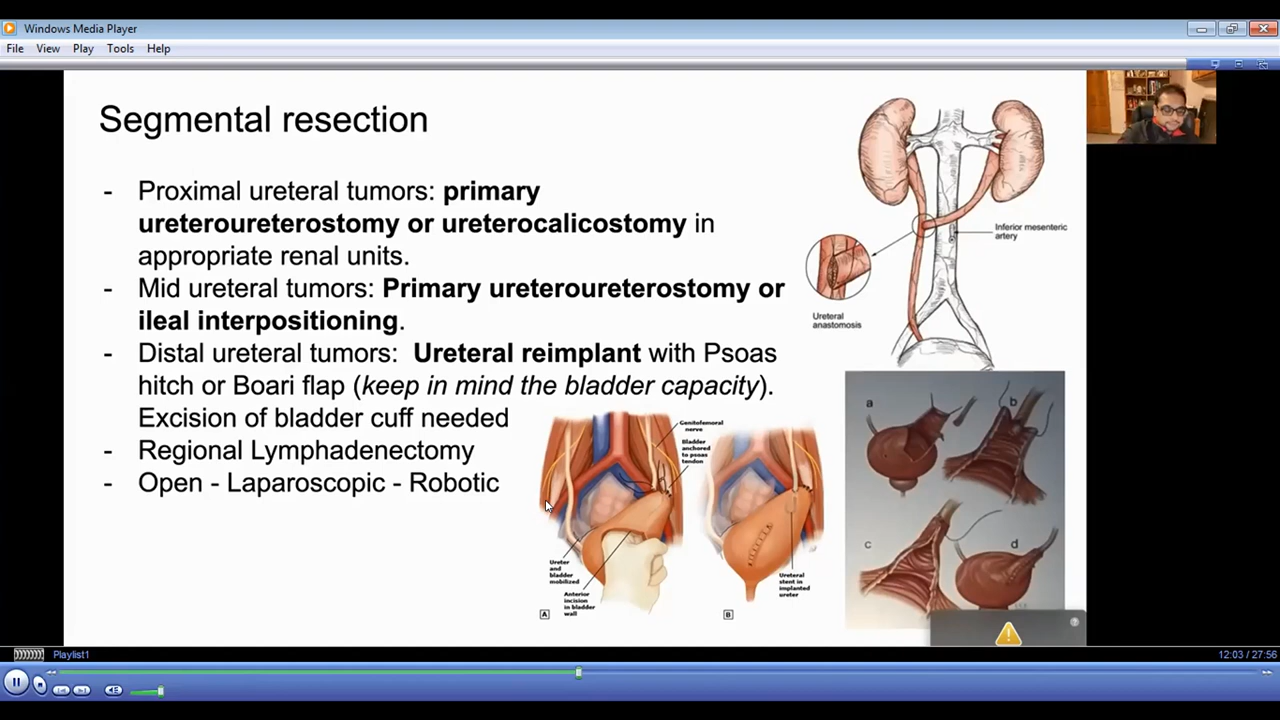 Windows Media Player
File View Play Tools Help
Segmental resection
- Proximal ureteral tumors: primary
ureteroureterostomy or ureterocalicostomy in
appropriate renal units.
- Mid ureteral tumors: Primary ureteroureterostomy or
ileal interpositioning.
- Distal ureteral tumors: Ureteral reimplant with Psoas
hitch or Boari flap (keep in mind the bladder capacity).
Excision of bladder cuff needed
- Regional Lymphadenectomy
- Open - Laparoscopic - Robotic
Inferior mesenteric
artery
Ureteral
anastomosis
Genitofemoral
nerve
Bladder
anchored
to psoas
tendon
Ureter
and
bladder
mobilized
Anterior
incision
in bladder
wall
A
Ureteral
stent in
implanted
ureter
B
a
b
c
d
Playlist1
12:03 / 27:56